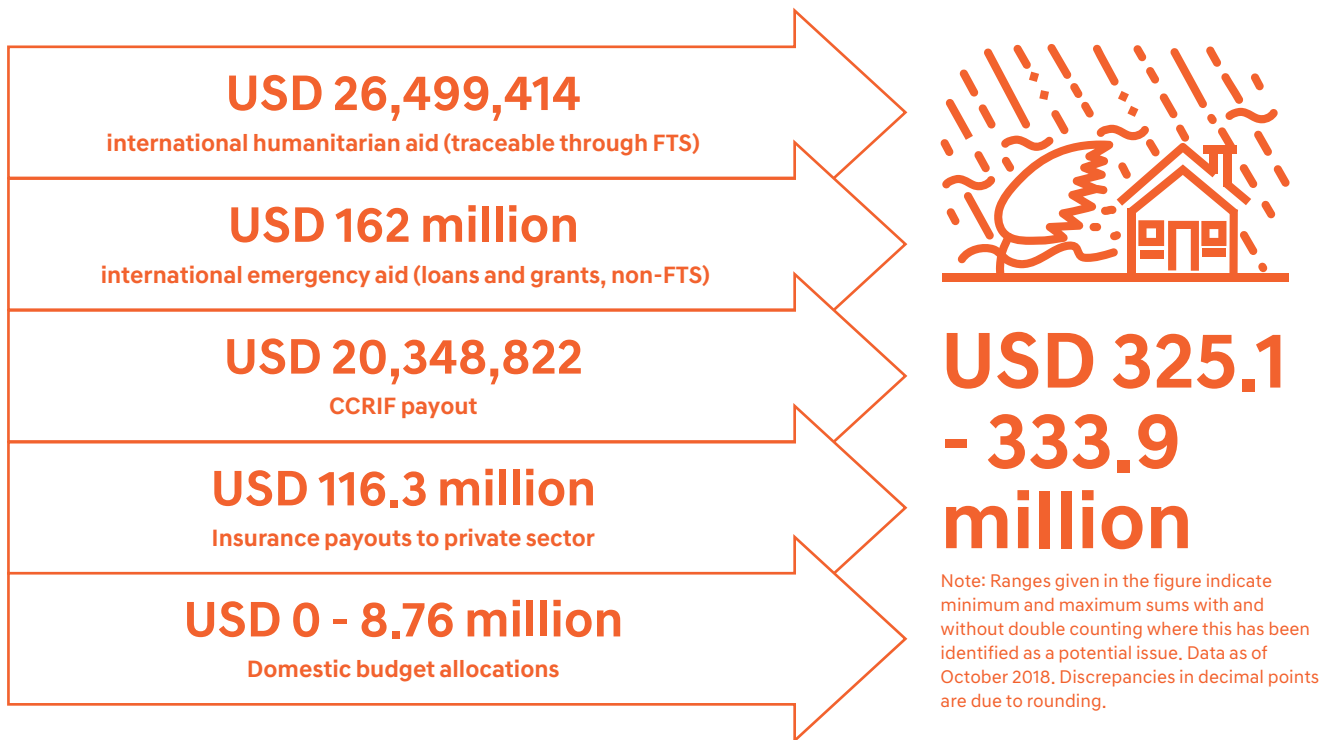 USD 26,499,414
international humanitarian aid (traceable through FTS)
USD 162 million
international emergency aid (loans and grants, non-FTS)
USD 20,348,822
CCRIF payout
USD 116.3 million
Insurance payouts to private sector
USD 0 - 8.76 million
Domestic budget allocations
USD 325.1
- 333.9
million
Note: Ranges given in the figure indicate
minimum and maximum sums with and
without double counting where this has been
identified as a potential issue. Data as of
October 2018. Discrepancies in decimal points
are due to rounding.